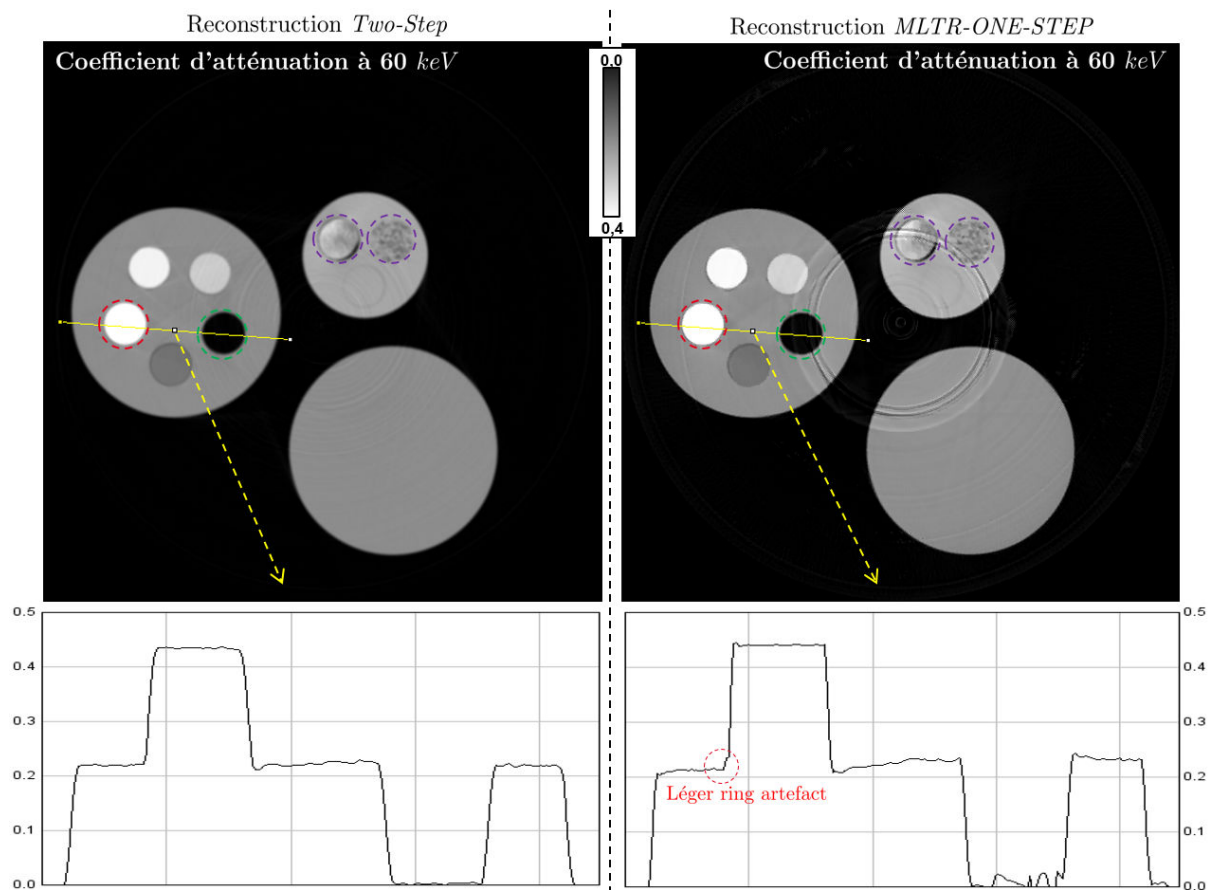 Reconstruction Two-Step
Reconstruction MLTR-ONE-STEP
Coefficient d'atténuation à 60 keV
Coefficient d'atténuation à 60 keV
0.0
0,4
0.5
0.4
0.3
0.2
0.1
0.0
Léger ring artefact
0.5
0.4
0.3
0.2
0.1
0.0